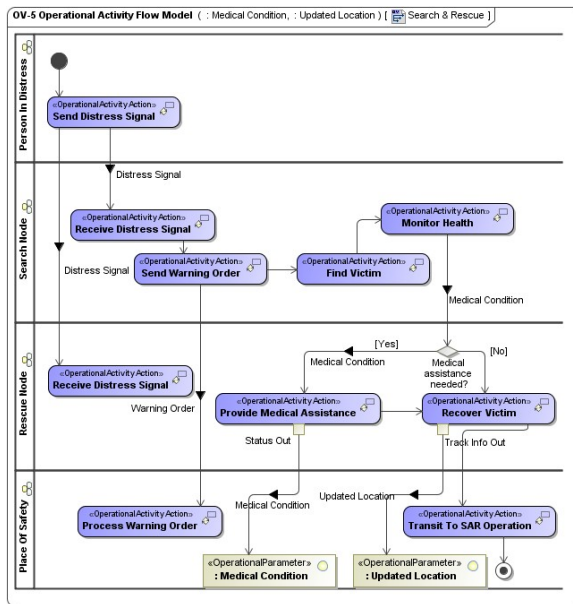 OV-5 Operational Activity Flow Model ( : Medical Condition, : Updated Location ) [ Search & Rescue ]
Person In Distress
«OperationalActivityAction»
Send Distress Signal
Distress Signal
Search Node
«OperationalActivityAction»
Receive Distress Signal
«OperationalActivityAction»
Monitor Health
Distress Signal
«OperationalActivityAction»
Send Warning Order
«OperationalActivityAction»
Find Victim
Medical Condition
Rescue Node
[Yes]
Medical Condition
Medical
assistance
needed?
[No]
«OperationalActivityAction»
Receive Distress Signal
Warning Order
«OperationalActivityAction»
Provide Medical Assistance
«OperationalActivityAction»
Recover Victim
Status Out
Track Info Out
Place Of Safety
Medical Condition
Updated Location
«OperationalActivityAction»
Process Warning Order
«OperationalActivityAction»
Transit To SAR Operation
«OperationalParameter»
: Medical Condition
«OperationalParameter»
: Updated Location